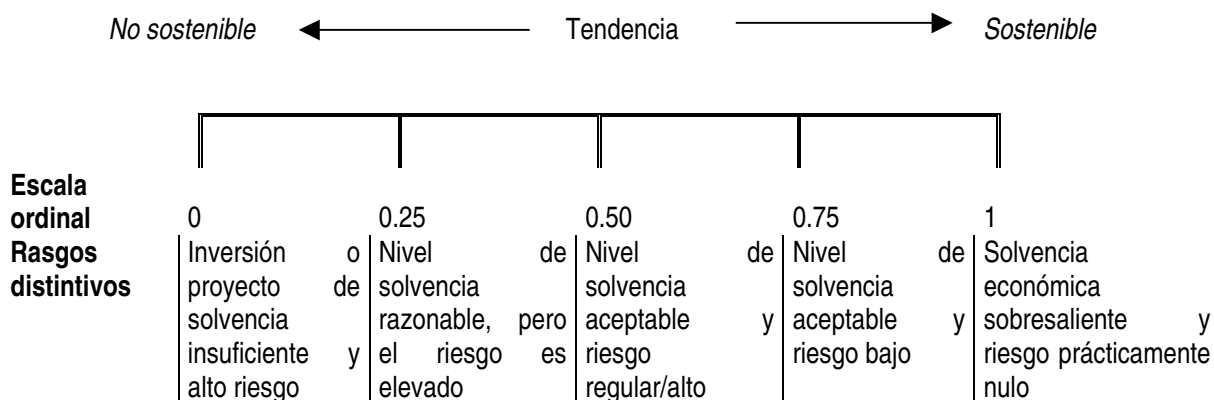 No sostenible Tendencia Sostenible
Escala
ordinal 0 0.25 0.50 0.75 1
Rasgos
distintivos
Inversión o
proyecto de
solvencia
insuficiente y
alto riesgo
Nivel de
solvencia
razonable, pero
el riesgo es
elevado
Nivel de
solvencia
aceptable y
riesgo
regular/alto
Nivel de
solvencia
aceptable y
riesgo bajo
Solvencia
económica
sobresaliente y
riesgo prácticamente
nulo